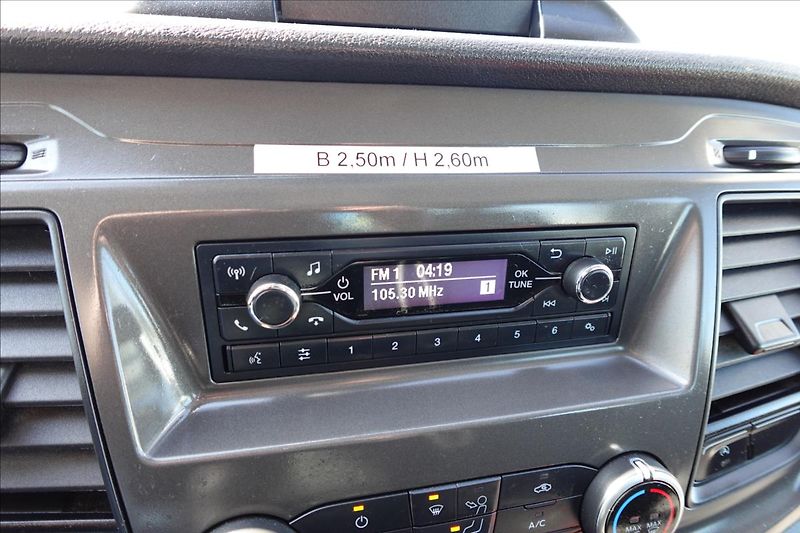 B 2,50m / H 2,60m
FM 1 04:19
105.30 MHz 1
VOL
OK
TUNE
1 2 3 4 5 6
A/C
MAX MAX